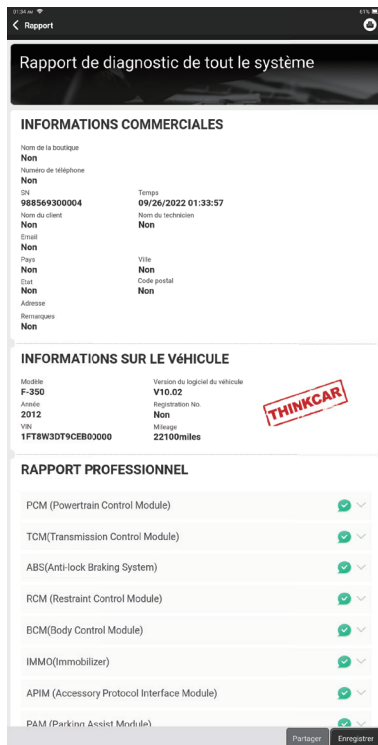 01:34 AM 61%
Rapport
Rapport de diagnostic de tout le système
INFORMATIONS COMMERCIALES
Nom de la boutique
Non
Numéro de téléphone
Non
SN Temps
988569300004 09/26/2022 01:33:57
Nom du client Nom du technicien
Non Non
Email
Non
Pays Ville
Non Non
Etat Code postal
Non Non
Adresse
Remarques
Non
INFORMATIONS SUR LE VéHICULE
Modèle Version du logiciel du véhicule
F-350 V10.02
Année Registration No.
2012 Non
VIN Mileage
1FT8W3DT9CEB00000 22100miles
THINKCAR
RAPPORT PROFESSIONNEL
PCM (Powertrain Control Module)
TCM(Transmission Control Module)
ABS(Anti-lock Braking System)
RCM (Restraint Control Module)
BCM(Body Control Module)
IMMO(Immobilizer)
APIM (Accessory Protocol Interface Module)
PAM (Parking Assist Module)
Partager Enregistrer